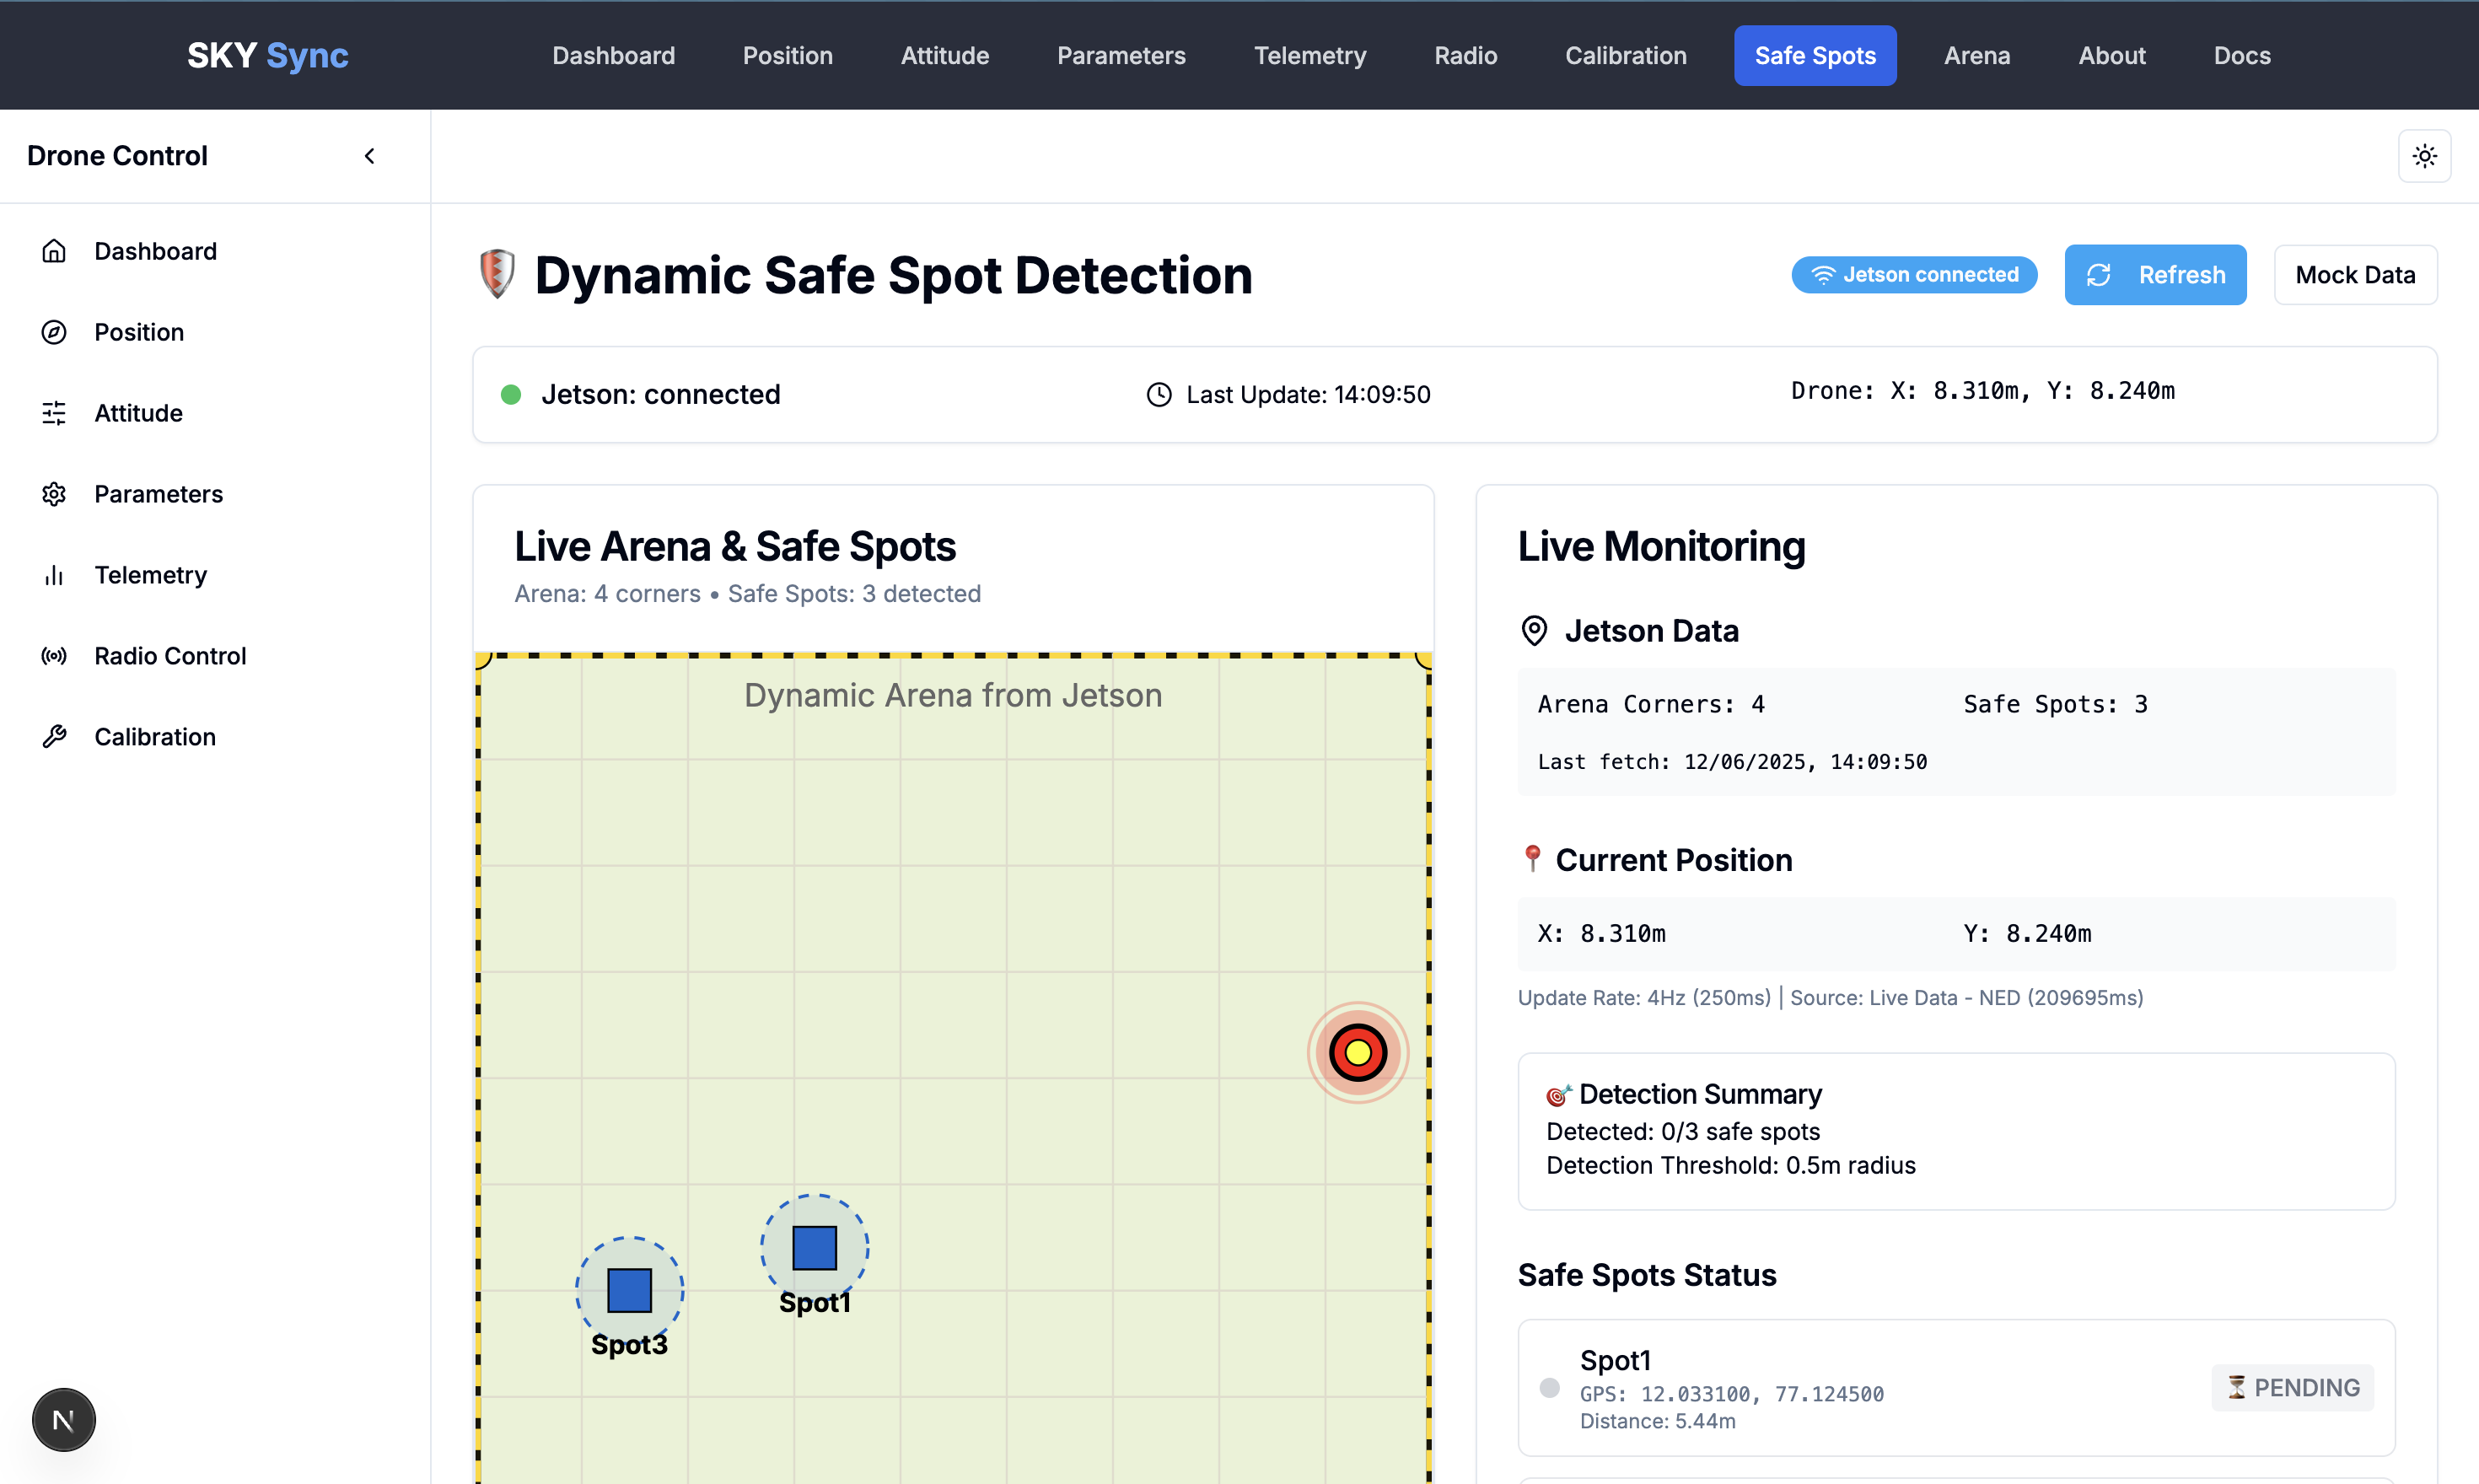 SKY Sync
Dashboard
Position
Attitude
Parameters
Telemetry
Radio
Calibration
Safe Spots
Arena
About
Docs
Drone Control
Dashboard
Position
Attitude
Parameters
Telemetry
Radio Control
Calibration
Dynamic Safe Spot Detection
Jetson connected
Refresh
Mock Data
Jetson: connected
Last Update: 14:09:50
Drone: X: 8.310m, Y: 8.240m
Live Arena & Safe Spots
Arena: 4 corners • Safe Spots: 3 detected
Dynamic Arena from Jetson
Spot1
Spot3
Live Monitoring
Jetson Data
Arena Corners: 4
Safe Spots: 3
Last fetch: 12/06/2025, 14:09:50
Current Position
X: 8.310m
Y: 8.240m
Update Rate: 4Hz (250ms) | Source: Live Data - NED (209695ms)
Detection Summary
Detected: 0/3 safe spots
Detection Threshold: 0.5m radius
Safe Spots Status
Spot1
GPS: 12.033100, 77.124500
Distance: 5.44m
PENDING
N